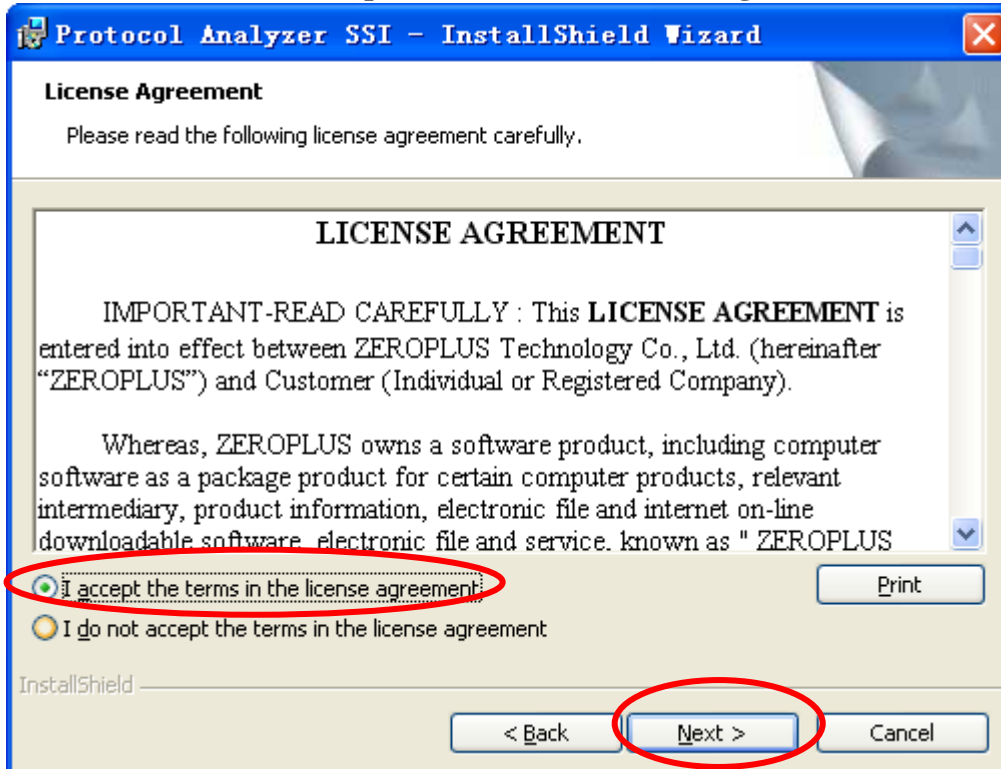 Protocol Analyzer SSI - InstallShield Wizard
License Agreement
Please read the following license agreement carefully.
LICENSE AGREEMENT
IMPORTANT-READ CAREFULLY : This LICENSE AGREEMENT is
entered into effect between ZEROPLUS Technology Co., Ltd. (hereinafter
“ZEROPLUS”) and Customer (Individual or Registered Company).
Whereas, ZEROPLUS owns a software product, including computer
software as a package product for certain computer products, relevant
intermediary, product information, electronic file and internet on-line
downloadable software, electronic file and service, known as " ZEROPLUS
I accept the terms in the license agreement
Print
I do not accept the terms in the license agreement
InstallShield
< Back
Next >
Cancel